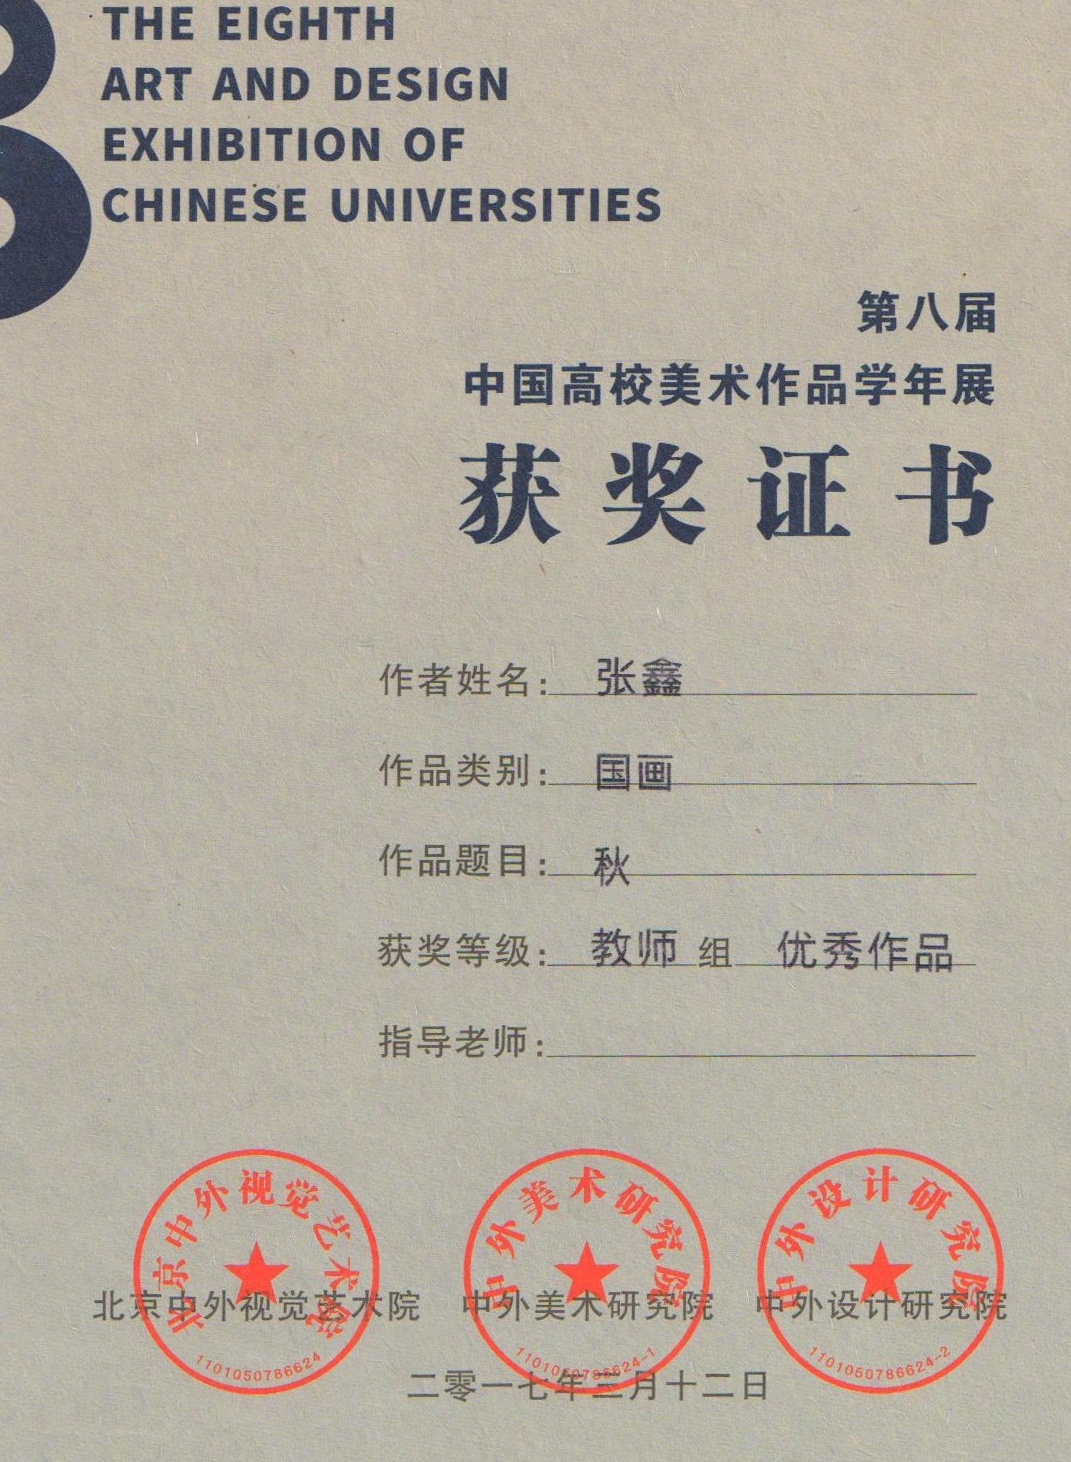 8
THE EIGHTH
ART AND DESIGN
EXHIBITION OF
CHINESE UNIVERSITIES
第八届
中国高校美术作品学年展
获奖证书
作者姓名: 张鑫
作品类别: 国画
作品题目: 秋
获奖等级: 教师 组 优秀作品
指导老师:
北京中外视觉艺术院
1101050786624
中外美术研究院
1101050786624-1
中外设计研究院
1101050786624-2
北京中外视觉艺术院 中外美术研究院 中外设计研究院
二零一七年三月十二日